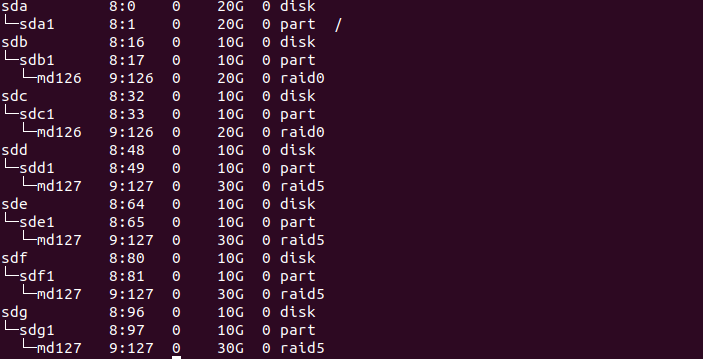 sda 8:0 0 20G 0 disk
└─sda1 8:1 0 20G 0 part /
sdb 8:16 0 10G 0 disk
└─sdb1 8:17 0 10G 0 part
  └─md126 9:126 0 20G 0 raid0
sdc 8:32 0 10G 0 disk
└─sdc1 8:33 0 10G 0 part
  └─md126 9:126 0 20G 0 raid0
sdd 8:48 0 10G 0 disk
└─sdd1 8:49 0 10G 0 part
  └─md127 9:127 0 30G 0 raid5
sde 8:64 0 10G 0 disk
└─sde1 8:65 0 10G 0 part
  └─md127 9:127 0 30G 0 raid5
sdf 8:80 0 10G 0 disk
└─sdf1 8:81 0 10G 0 part
  └─md127 9:127 0 30G 0 raid5
sdg 8:96 0 10G 0 disk
└─sdg1 8:97 0 10G 0 part
  └─md127 9:127 0 30G 0 raid5